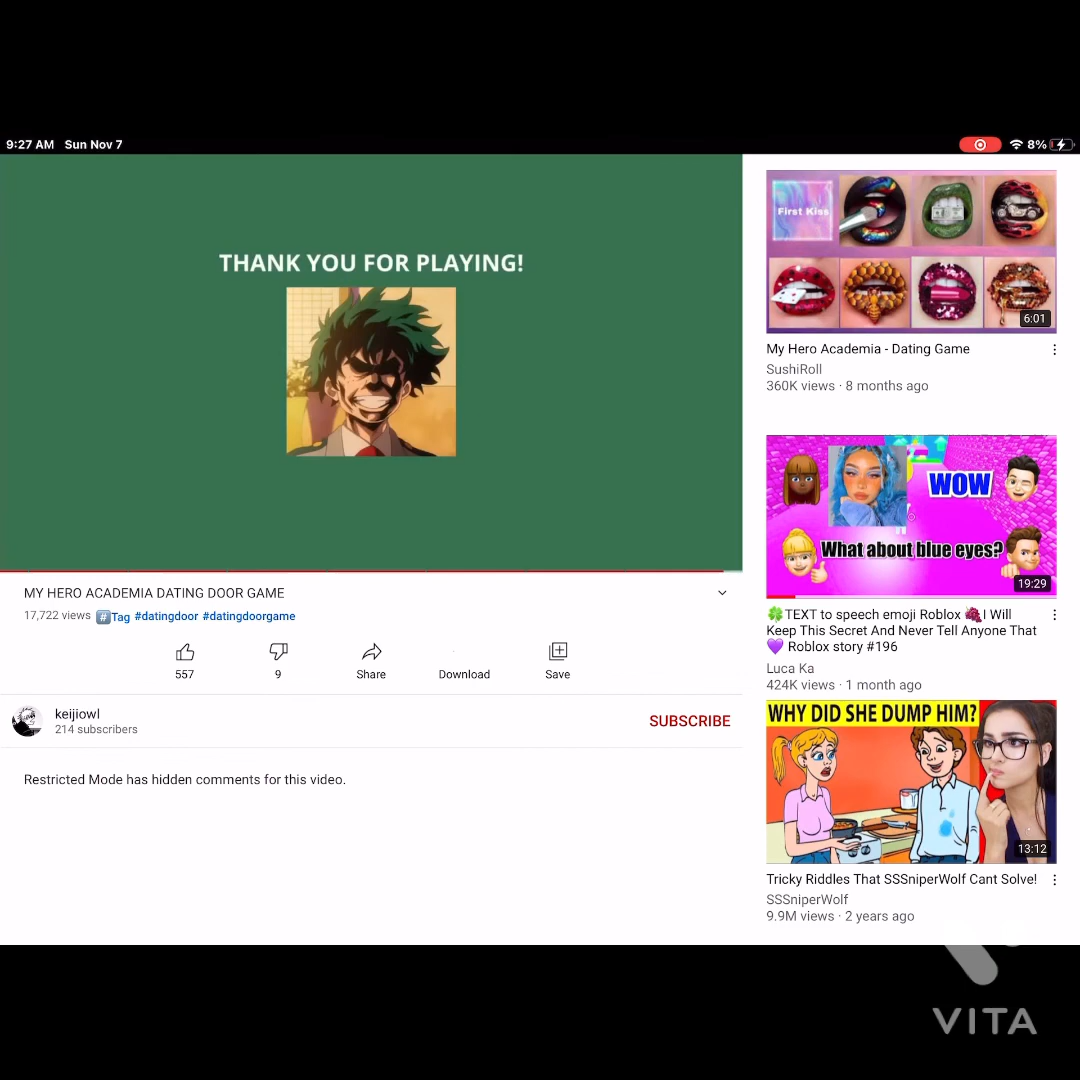 9:27 AM Sun Nov 7
8%
THANK YOU FOR PLAYING!
MY HERO ACADEMIA DATING DOOR GAME
17,722 views #Tag #datingdoor #datingdoorgame
557
9
Share
Download
Save
keijiowl
214 subscribers
SUBSCRIBE
Restricted Mode has hidden comments for this video.
First Kiss
6:01
My Hero Academia - Dating Game
SushiRoll
360K views · 8 months ago
WOW
What about blue eyes?
19:29
🍀TEXT to speech emoji Roblox 🍇I Will
Keep This Secret And Never Tell Anyone That
💜 Roblox story #196
Luca Ka
424K views · 1 month ago
WHY DID SHE DUMP HIM?
13:12
Tricky Riddles That SSSniperWolf Cant Solve!
SSSniperWolf
9.9M views · 2 years ago
VITA